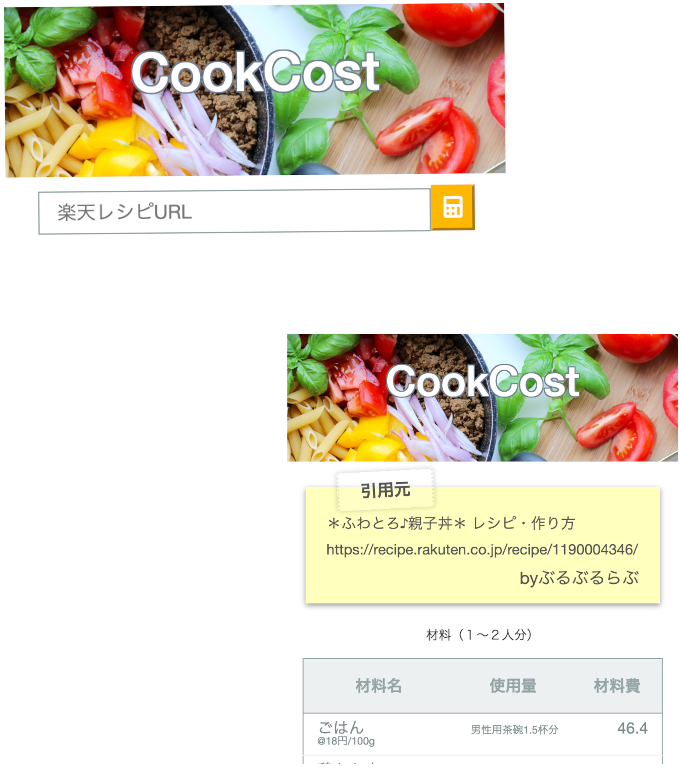 CookCost
楽天レシピURL
CookCost
引用元
＊ふわとろ♪親子丼＊ レシピ・作り方
https://recipe.rakuten.co.jp/recipe/1190004346/
byぷるぷるらぶ
材料（１〜２人分）
材料名 使用量 材料費
ごはん 男性用茶碗1.5杯分 46.4
@18円/100g